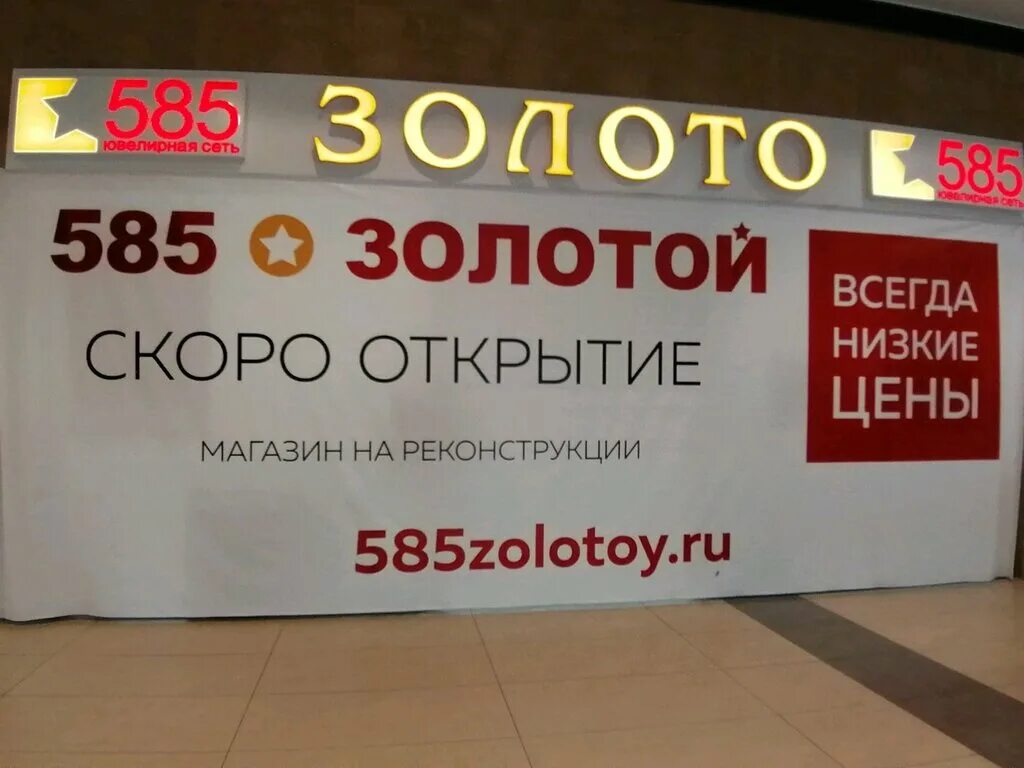 585
ювелирная сеть
ЗОЛОТО
585
ювелирная сеть
585 ЗОЛОТОЙ
СКОРО ОТКРЫТИЕ
МАГАЗИН НА РЕКОНСТРУКЦИИ
585zolotoy.ru
ВСЕГДА
НИЗКИЕ
ЦЕНЫ